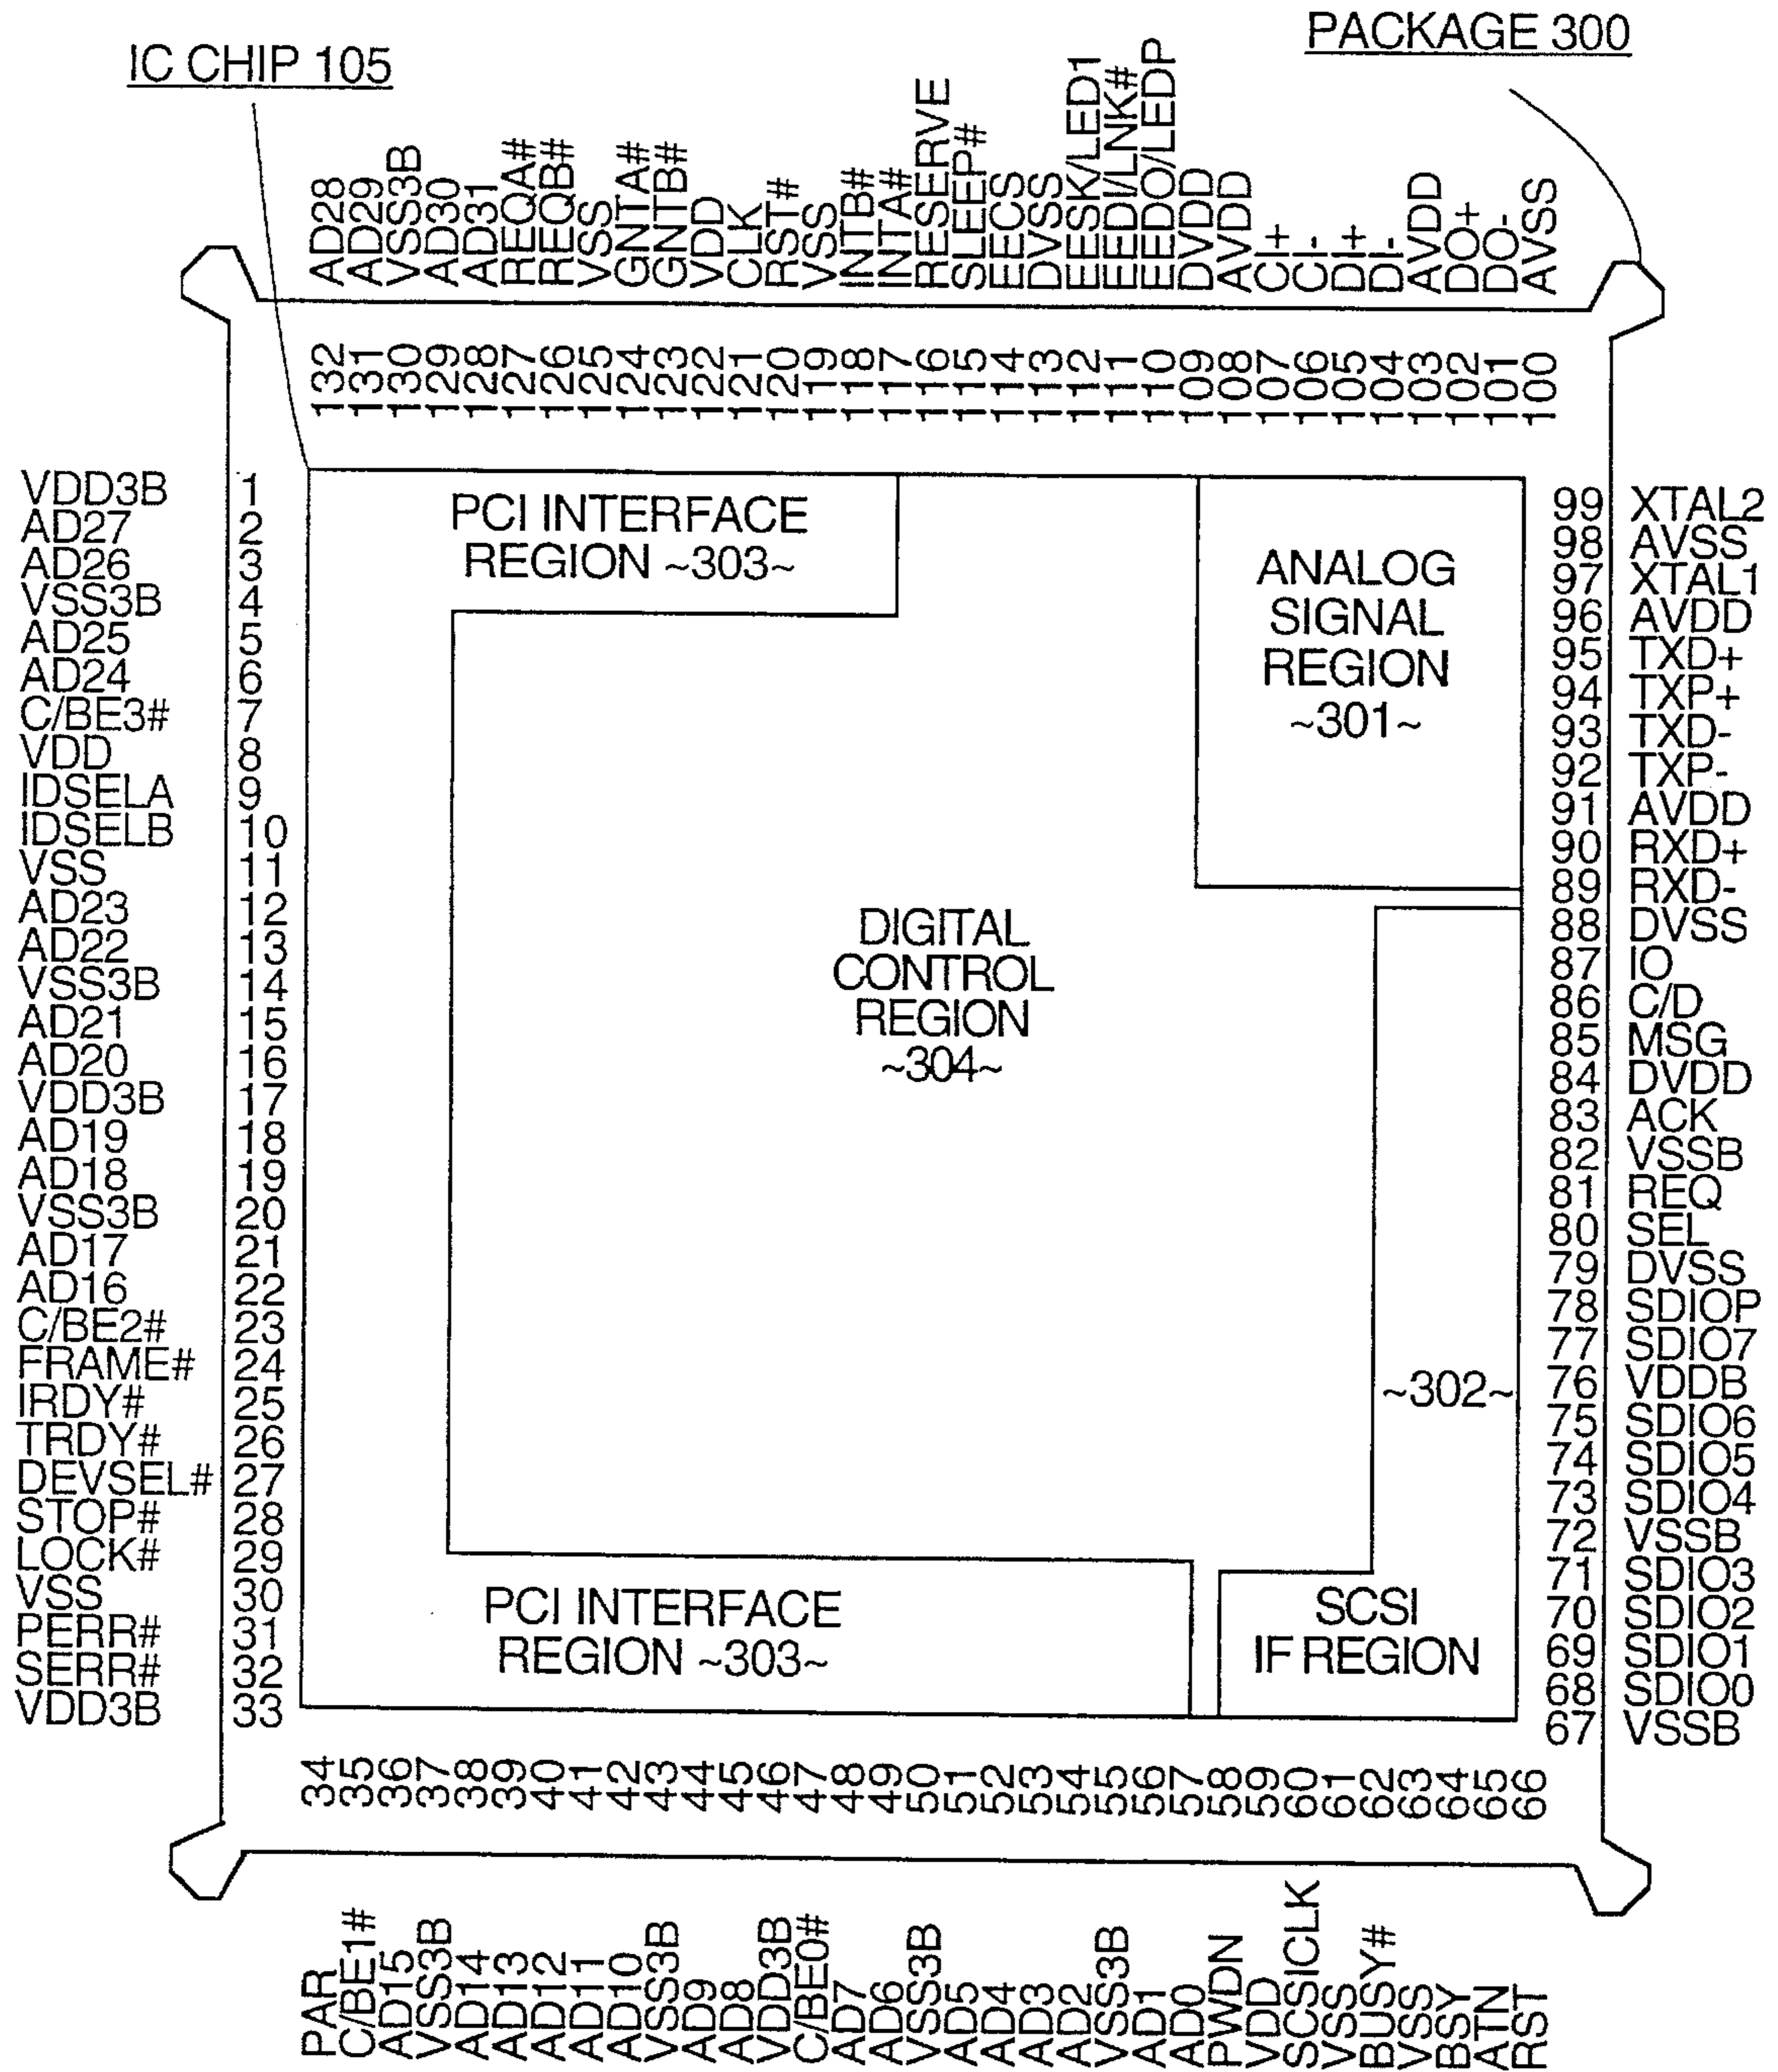 IC CHIP 105
PACKAGE 300
AD28
AD29
VSS3B
AD30
AD31
REQA#
REQB#
VSS
GNTA#
GNTB#
VDD
CLK
RST#
VSS
INTB#
INTA#
RESERVE
SLEEP#
EECS
DVSS
EESK/LED1
EEDI/LNK#
EEDO/LEDP
DVDD
AVDD
CI+
CI-
DI+
DI-
AVDD
DO+
DO-
AVSS
132
131
130
129
128
127
126
125
124
123
122
121
120
119
118
117
116
115
114
113
112
111
110
109
108
107
106
105
104
103
102
101
100
VDD3B 1
AD27 2
AD26 3
VSS3B 4
AD25 5
AD24 6
C/BE3# 7
VDD 8
IDSELA 9
IDSELB 10
VSS 11
AD23 12
AD22 13
VSS3B 14
AD21 15
AD20 16
VDD3B 17
AD19 18
AD18 19
VSS3B 20
AD17 21
AD16 22
C/BE2# 23
FRAME# 24
IRDY# 25
TRDY# 26
DEVSEL# 27
STOP# 28
LOCK# 29
VSS 30
PERR# 31
SERR# 32
VDD3B 33
PCI INTERFACE
REGION ~303~
ANALOG
SIGNAL
REGION
~301~
DIGITAL
CONTROL
REGION
~304~
~302~
PCI INTERFACE
REGION ~303~
SCSI
IF REGION
99 XTAL2
98 AVSS
97 XTAL1
96 AVDD
95 TXD+
94 TXP+
93 TXD-
92 TXP-
91 AVDD
90 RXD+
89 RXD-
88 DVSS
87 IO
86 C/D
85 MSG
84 DVDD
83 ACK
82 VSSB
81 REQ
80 SEL
79 DVSS
78 SDIOP
77 SDIO7
76 VDDB
75 SDIO6
74 SDIO5
73 SDIO4
72 VSSB
71 SDIO3
70 SDIO2
69 SDIO1
68 SDIO0
67 VSSB
34
35
36
37
38
39
40
41
42
43
44
45
46
47
48
49
50
51
52
53
54
55
56
57
58
59
60
61
62
63
64
65
66
PAR
C/BE1#
AD15
VSS3B
AD14
AD13
AD12
AD11
AD10
VSS3B
AD9
AD8
VDD3B
C/BE0#
AD7
AD6
VSS3B
AD5
AD4
AD3
AD2
VSS3B
AD1
AD0
PWDN
VDD
SCSICLK
VSS
BUSY#
VSS
BSY
ATN
RST